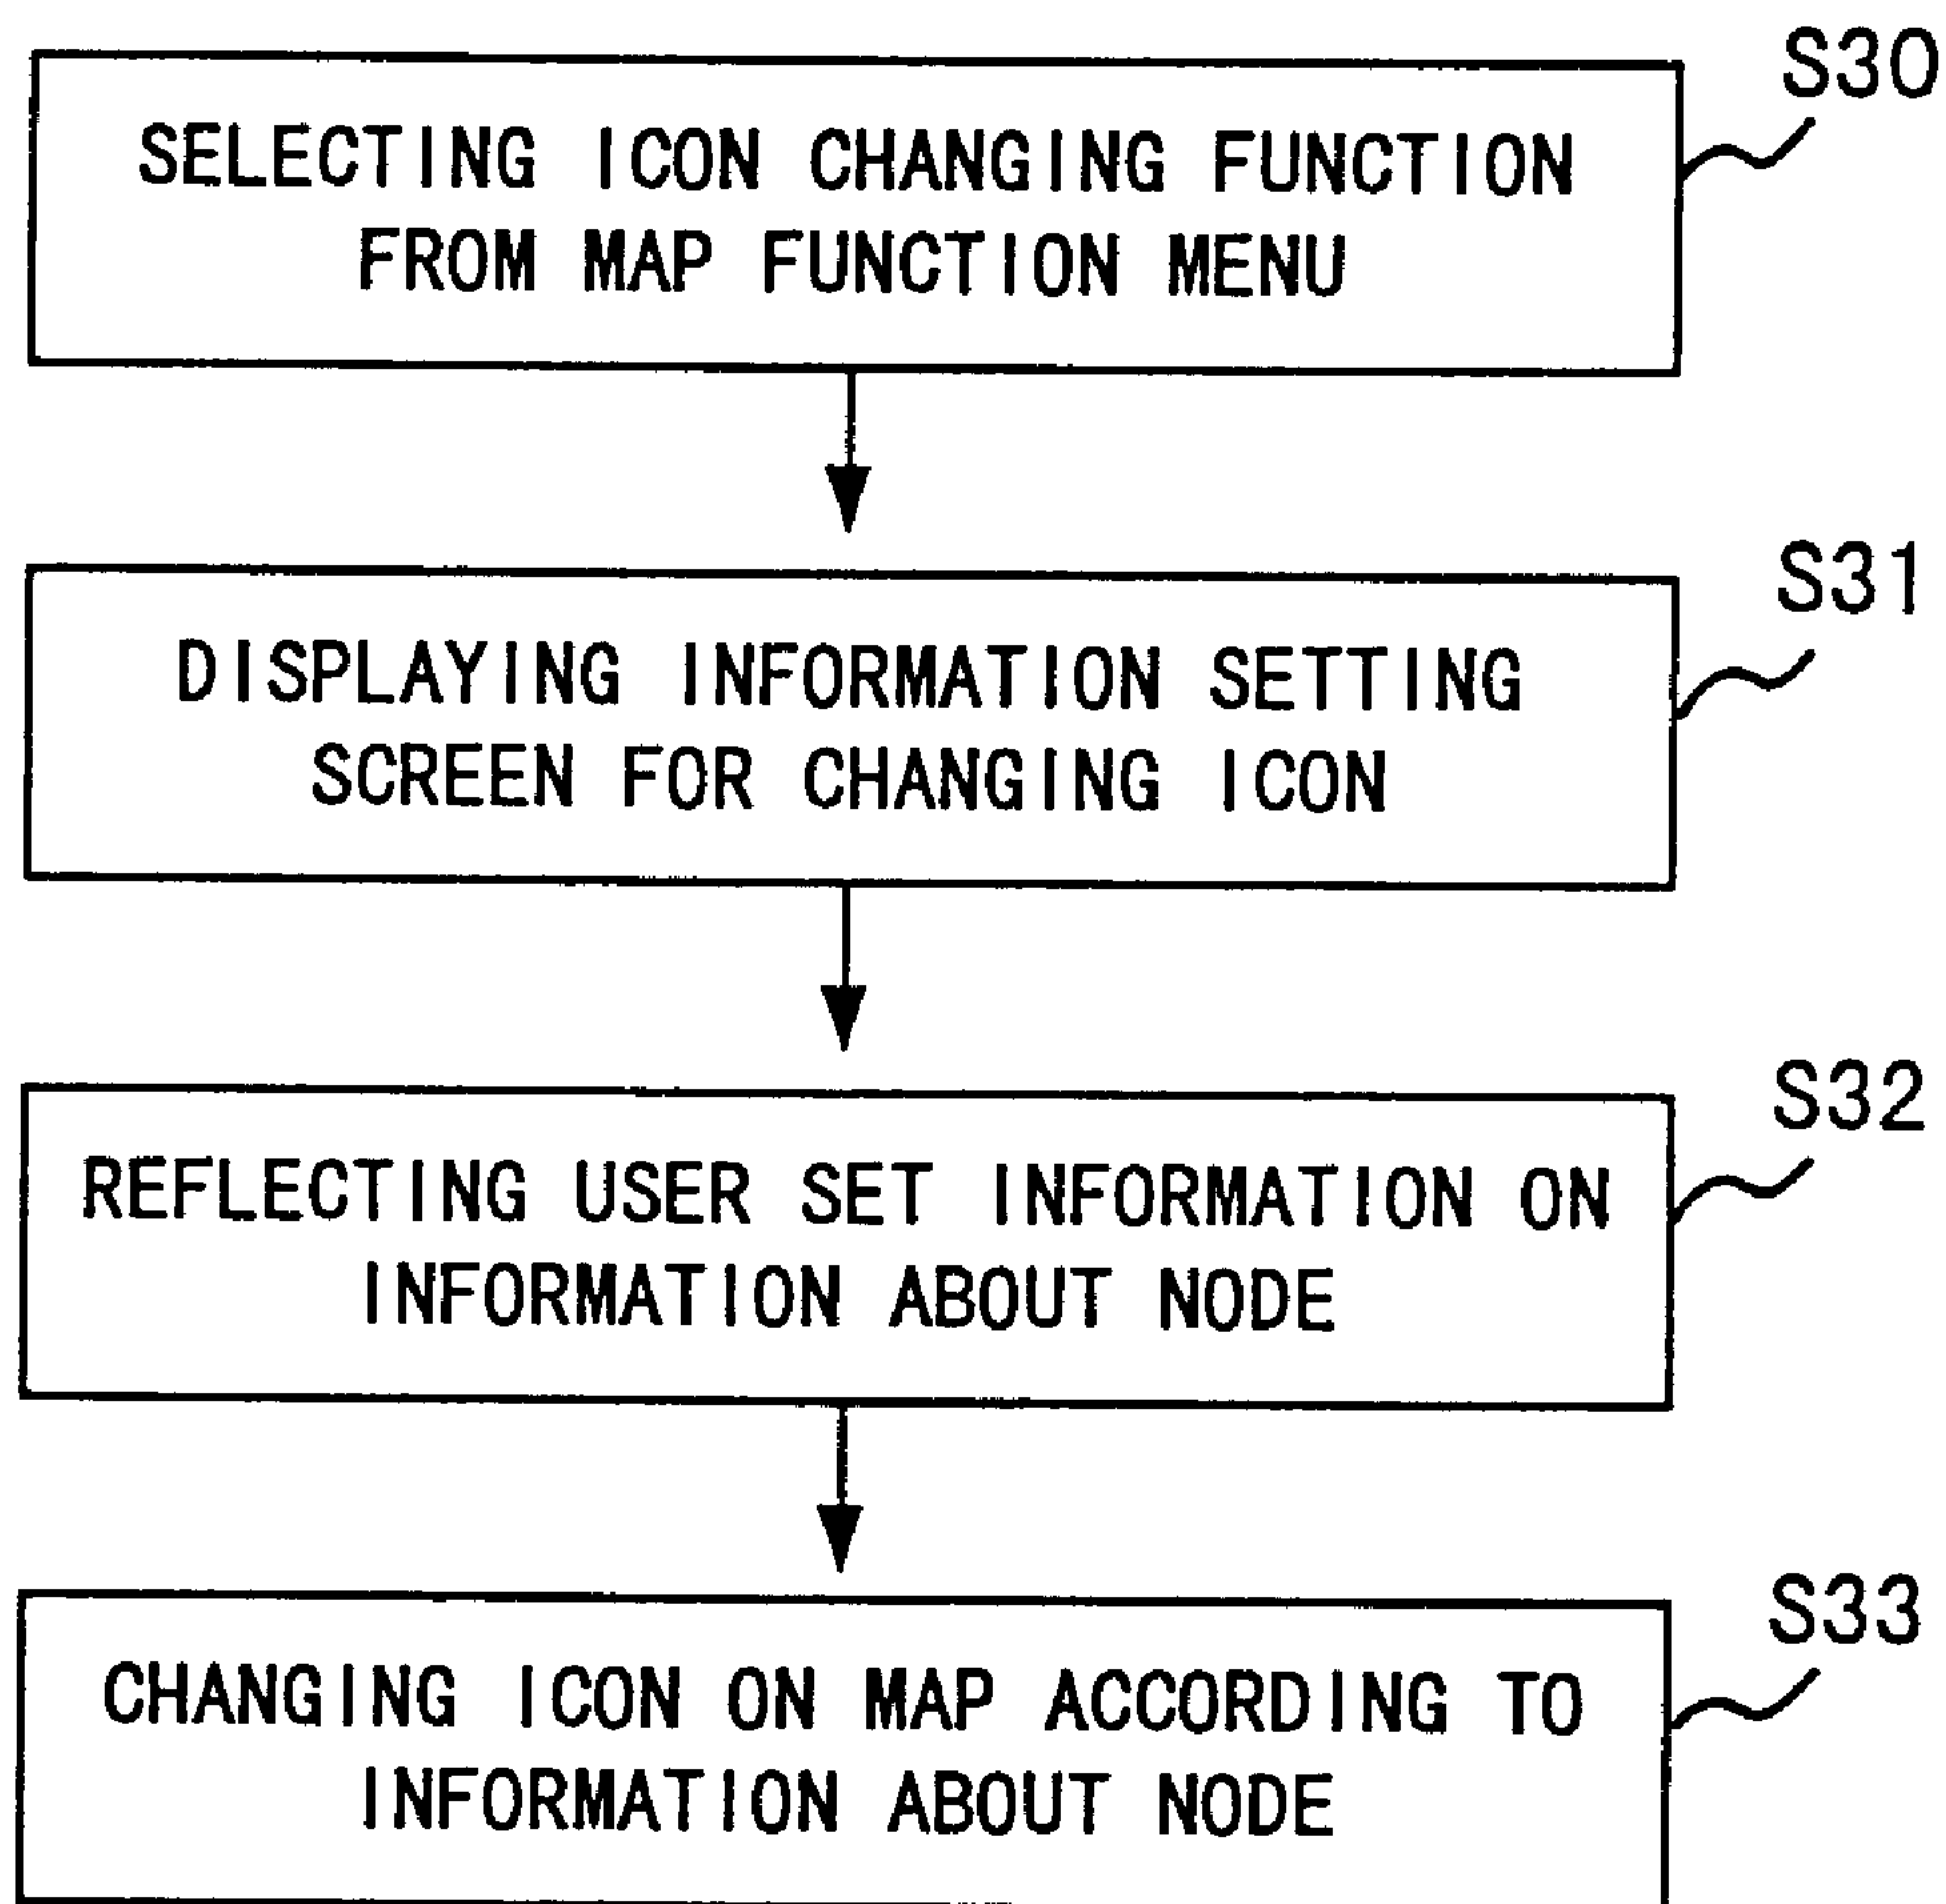 S30
SELECTING ICON CHANGING FUNCTION
FROM MAP FUNCTION MENU
S31
DISPLAYING INFORMATION SETTING
SCREEN FOR CHANGING ICON
S32
REFLECTING USER SET INFORMATION ON
INFORMATION ABOUT NODE
S33
CHANGING ICON ON MAP ACCORDING TO
INFORMATION ABOUT NODE